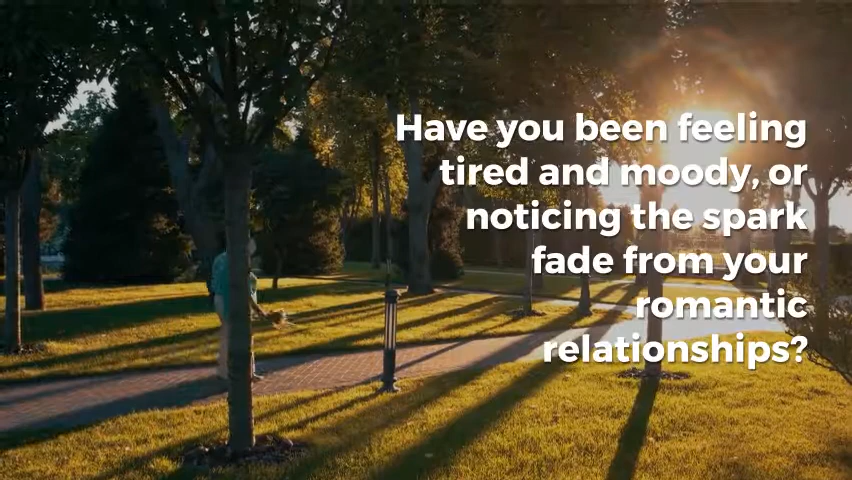 Have you been feeling
tired and moody, or
noticing the spark
fade from your
romantic
relationships?